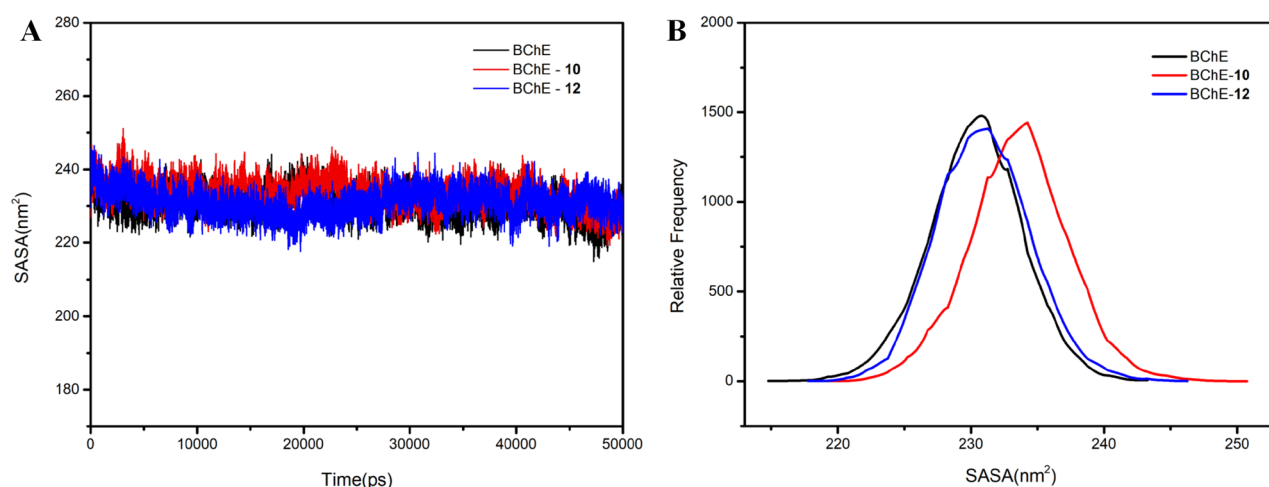 A
280
260
240
220
200
180
SASA(nm²)
BChE
BChE - 10
BChE - 12
0
10000
20000
30000
40000
50000
Time(ps)
B
2000
1500
1000
500
0
Relative Frequency
BChE
BChE-10
BChE-12
220
230
240
250
SASA(nm²)